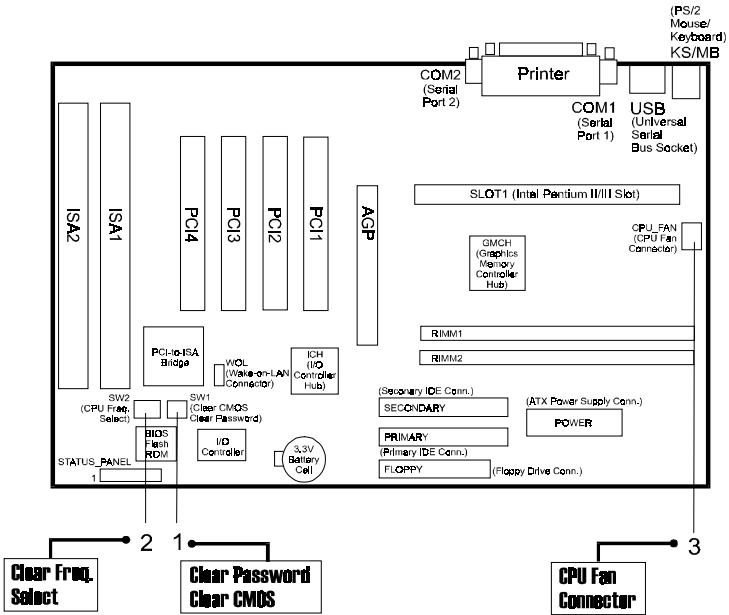 (PS/2
Mouse/
Keyboard)
KS/MB
COM2
(Serial
Port 2)
Printer
COM1
(Serial
Port 1)
USB
(Universal
Serial
Bus Socket)
ISA2
ISA1
PCI4
PCI3
PCI2
PCI1
AGP
SLOT1 (Intel Pentium II/III Slot)
CPU_FAN
(CPU Fan
Connector)
GMCH
(Graphics
Memory
Controller
Hub)
RIMM1
RIMM2
PCI-to-ISA
Bridge
WOL
(Wake-on-LAN
Connector)
ICH
(I/O
Controller
Hub)
SW2
(CPU Freq.
Select)
SW1
(Clear CMOS
Clear Password)
(Seconary IDE Conn.)
SECONDARY
(ATX Power Supply Conn.)
POWER
BIOS
Flash
ROM
I/O
Controller
3.3V
Battery
Cell
PRIMARY
(Primary IDE Conn.)
FLOPPY
(Floppy Drive Conn.)
STATUS_PANEL
1
2
1
3
Clear Freq.
Select
Clear Password
Clear CMOS
CPU Fan
Connector